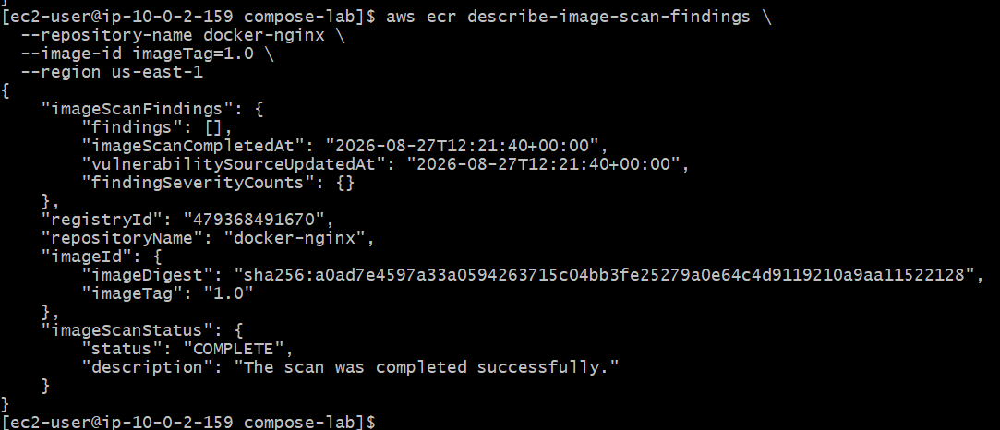 }
[ec2-user@ip-10-0-2-159 compose-lab]$ aws ecr describe-image-scan-findings \
  --repository-name docker-nginx \
  --image-id imageTag=1.0 \
  --region us-east-1
{
    "imageScanFindings": {
        "findings": [],
        "imageScanCompletedAt": "2026-08-27T12:21:40+00:00",
        "vulnerabilitySourceUpdatedAt": "2026-08-27T12:21:40+00:00",
        "findingSeverityCounts": {}
    },
    "registryId": "479368491670",
    "repositoryName": "docker-nginx",
    "imageId": {
        "imageDigest": "sha256:a0ad7e4597a33a0594263715c04bb3fe25279a0e64c4d9119210a9aa11522128",
        "imageTag": "1.0"
    },
    "imageScanStatus": {
        "status": "COMPLETE",
        "description": "The scan was completed successfully."
    }
}
[ec2-user@ip-10-0-2-159 compose-lab]$